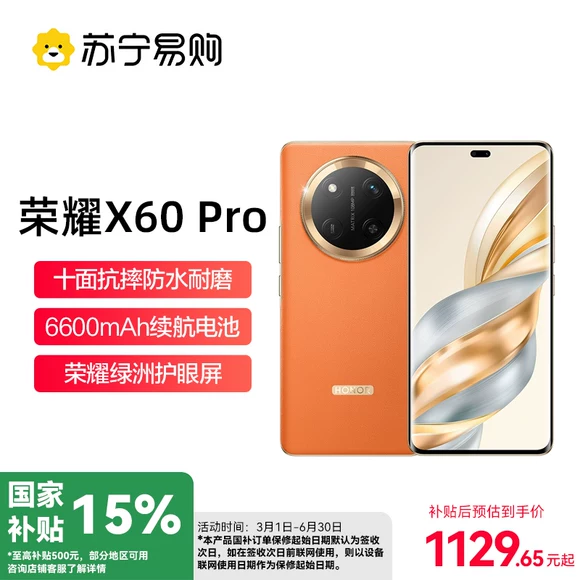 苏宁易购
荣耀X60 Pro
十面抗摔防水耐磨
6600mAh续航电池
荣耀绿洲护眼屏
HONOR
国家
补贴
15%
*至高补贴500元，部分地区可用
咨询店铺客服了解详情
活动时间：3月1日-6月30日
*本产品国补订单保修起始日期默认为签收
次日，如在签收次日前联网使用，则以设备
联网使用日期作为保修起始日期。
补贴后预估到手价
1129.65元起